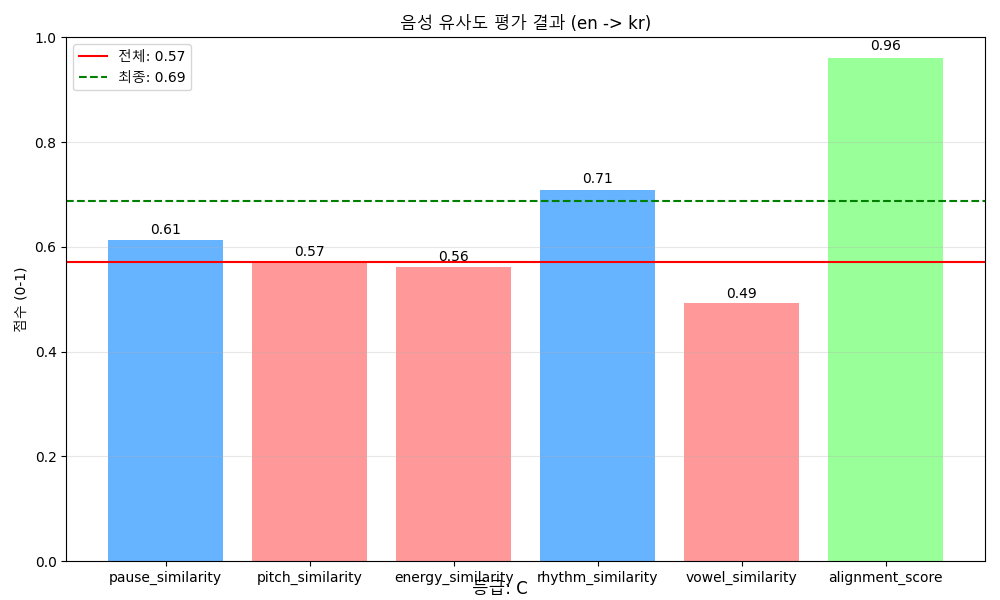 음성 유사도 평가 결과 (en -> kr)
전체: 0.57
최종: 0.69
점수 (0-1)
1.0
0.8
0.6
0.4
0.2
0.0
0.61
0.57
0.56
0.71
0.49
0.96
pause_similarity
pitch_similarity
energy_similarity
rhythm_similarity
vowel_similarity
alignment_score
등급: C